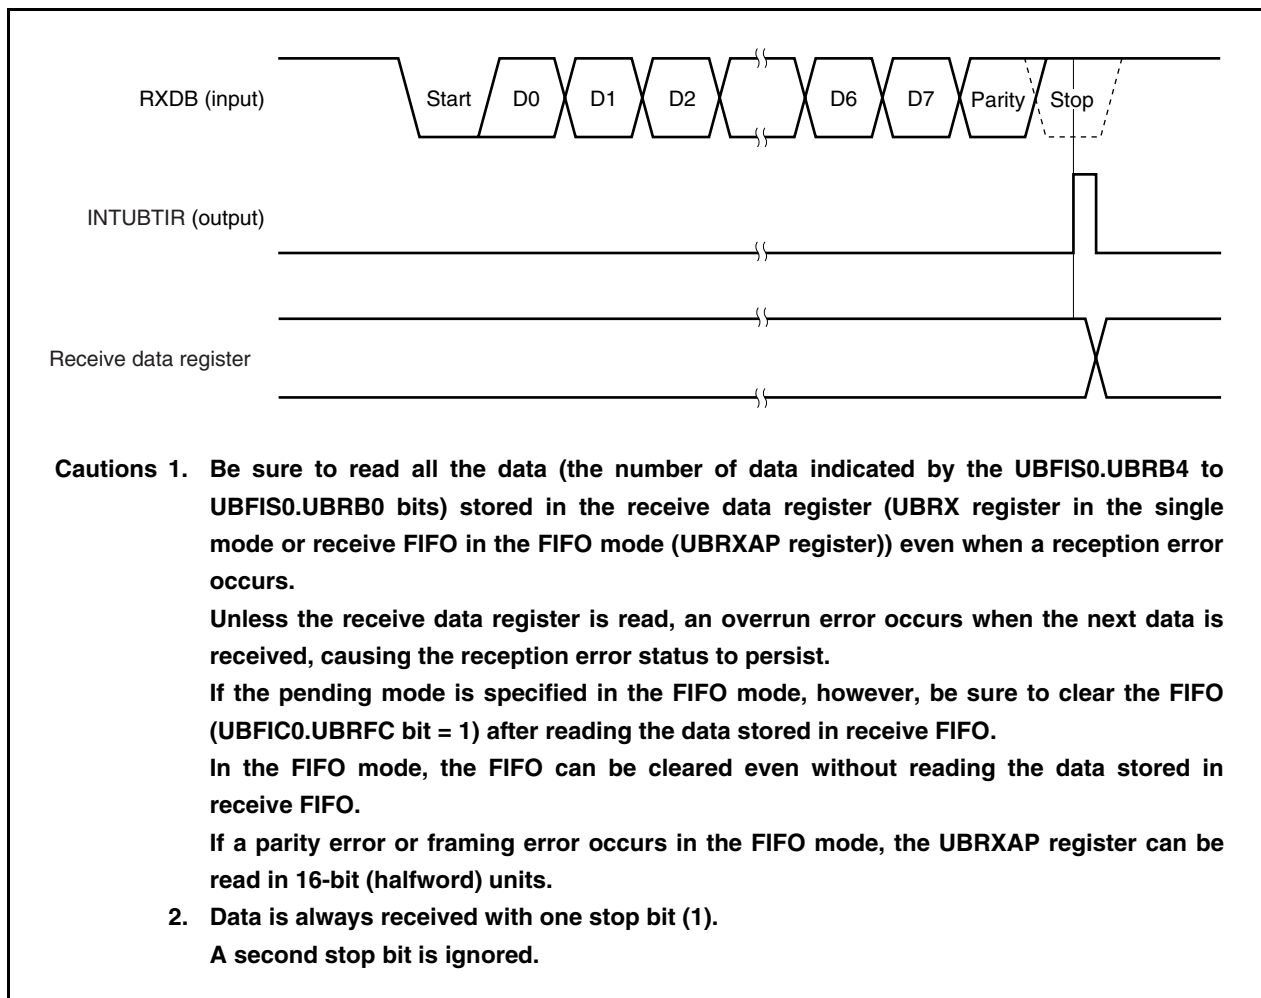 RXDB (input)
Start D0 D1 D2 D6 D7 Parity Stop
INTUBTIR (output)
Receive data register
Cautions 1. Be sure to read all the data (the number of data indicated by the UBFIS0.UBRB4 to
UBFIS0.UBRB0 bits) stored in the receive data register (UBRX register in the single
mode or receive FIFO in the FIFO mode (UBRXAP register)) even when a reception error
occurs.
Unless the receive data register is read, an overrun error occurs when the next data is
received, causing the reception error status to persist.
If the pending mode is specified in the FIFO mode, however, be sure to clear the FIFO
(UBFIC0.UBRFC bit = 1) after reading the data stored in receive FIFO.
In the FIFO mode, the FIFO can be cleared even without reading the data stored in
receive FIFO.
If a parity error or framing error occurs in the FIFO mode, the UBRXAP register can be
read in 16-bit (halfword) units.
2. Data is always received with one stop bit (1).
A second stop bit is ignored.